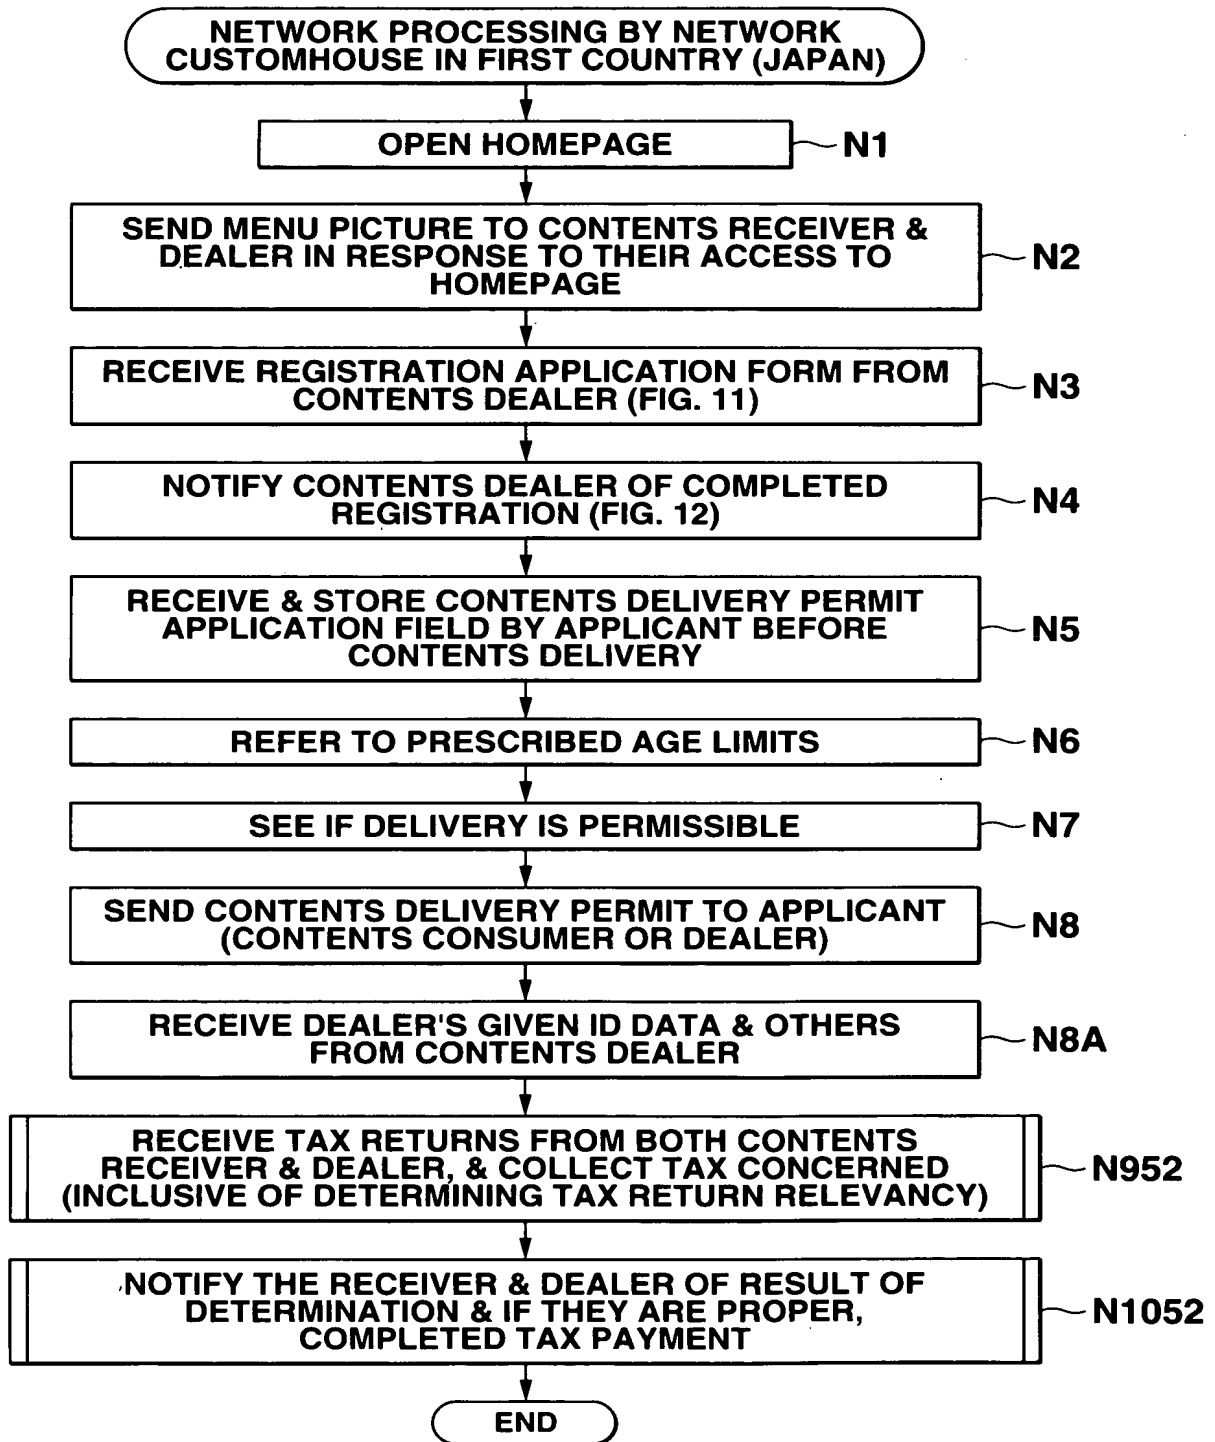 NETWORK PROCESSING BY NETWORK
CUSTOMHOUSE IN FIRST COUNTRY (JAPAN)
OPEN HOMEPAGE
N1
SEND MENU PICTURE TO CONTENTS RECEIVER &
DEALER IN RESPONSE TO THEIR ACCESS TO
HOMEPAGE
N2
RECEIVE REGISTRATION APPLICATION FORM FROM
CONTENTS DEALER (FIG. 11)
N3
NOTIFY CONTENTS DEALER OF COMPLETED
REGISTRATION (FIG. 12)
N4
RECEIVE & STORE CONTENTS DELIVERY PERMIT
APPLICATION FIELD BY APPLICANT BEFORE
CONTENTS DELIVERY
N5
REFER TO PRESCRIBED AGE LIMITS
N6
SEE IF DELIVERY IS PERMISSIBLE
N7
SEND CONTENTS DELIVERY PERMIT TO APPLICANT
(CONTENTS CONSUMER OR DEALER)
N8
RECEIVE DEALER'S GIVEN ID DATA & OTHERS
FROM CONTENTS DEALER
N8A
RECEIVE TAX RETURNS FROM BOTH CONTENTS
RECEIVER & DEALER, & COLLECT TAX CONCERNED
(INCLUSIVE OF DETERMINING TAX RETURN RELEVANCY)
N952
NOTIFY THE RECEIVER & DEALER OF RESULT OF
DETERMINATION & IF THEY ARE PROPER,
COMPLETED TAX PAYMENT
N1052
END